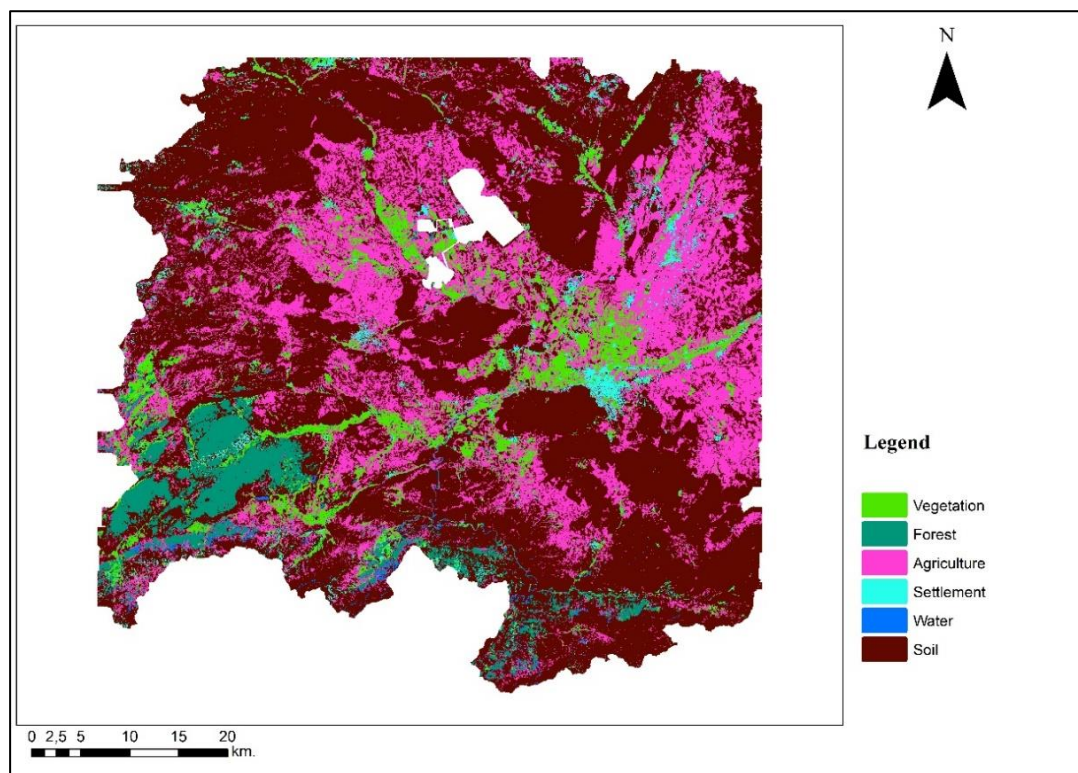 N
Legend
Vegetation
Forest
Agriculture
Settlement
Water
Soil
0 2,5 5 10 15 20
km.